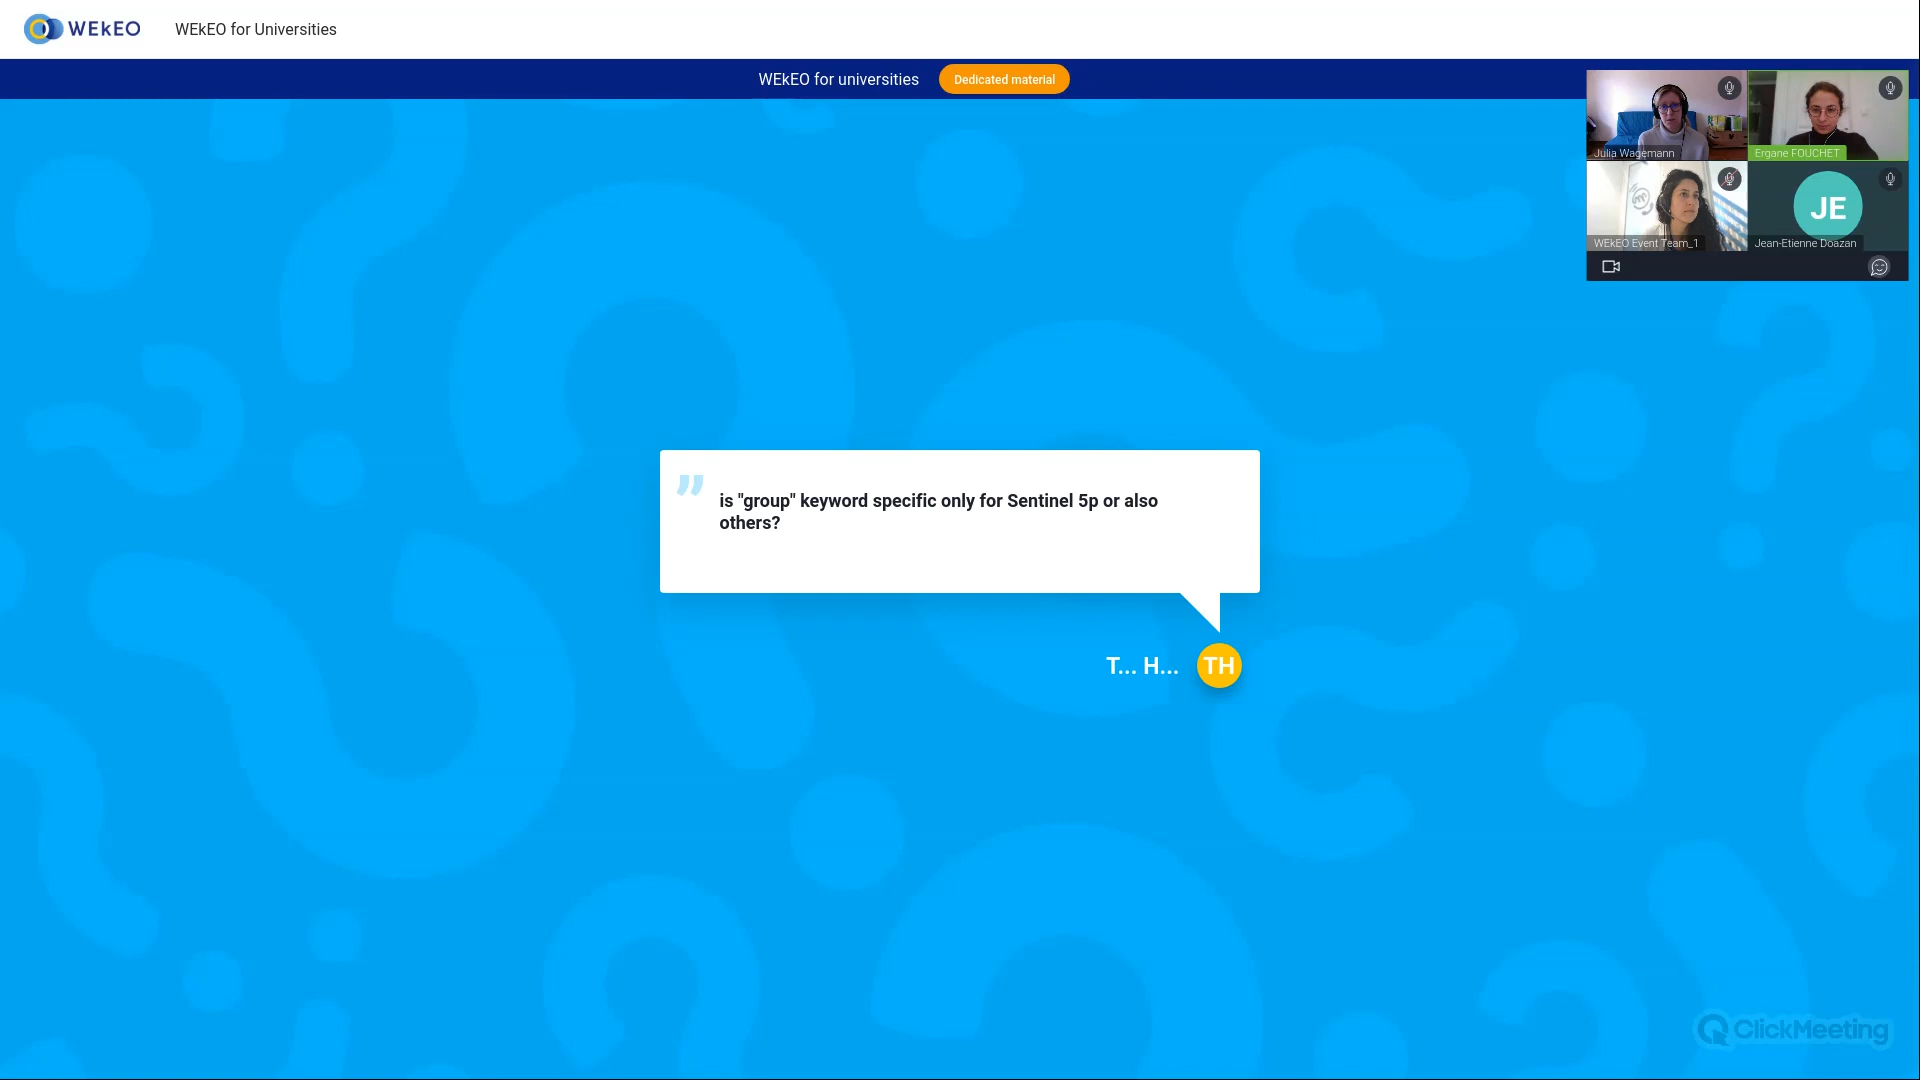 WEkEO
WEkEO for Universities
WEkEO for universities
Dedicated material
Julia Wagemann
Ergane FOUCHET
WEkEO Event Team_1
JE
Jean-Etienne Doazan
is "group" keyword specific only for Sentinel 5p or also
others?
T... H...
TH
ClickMeeting